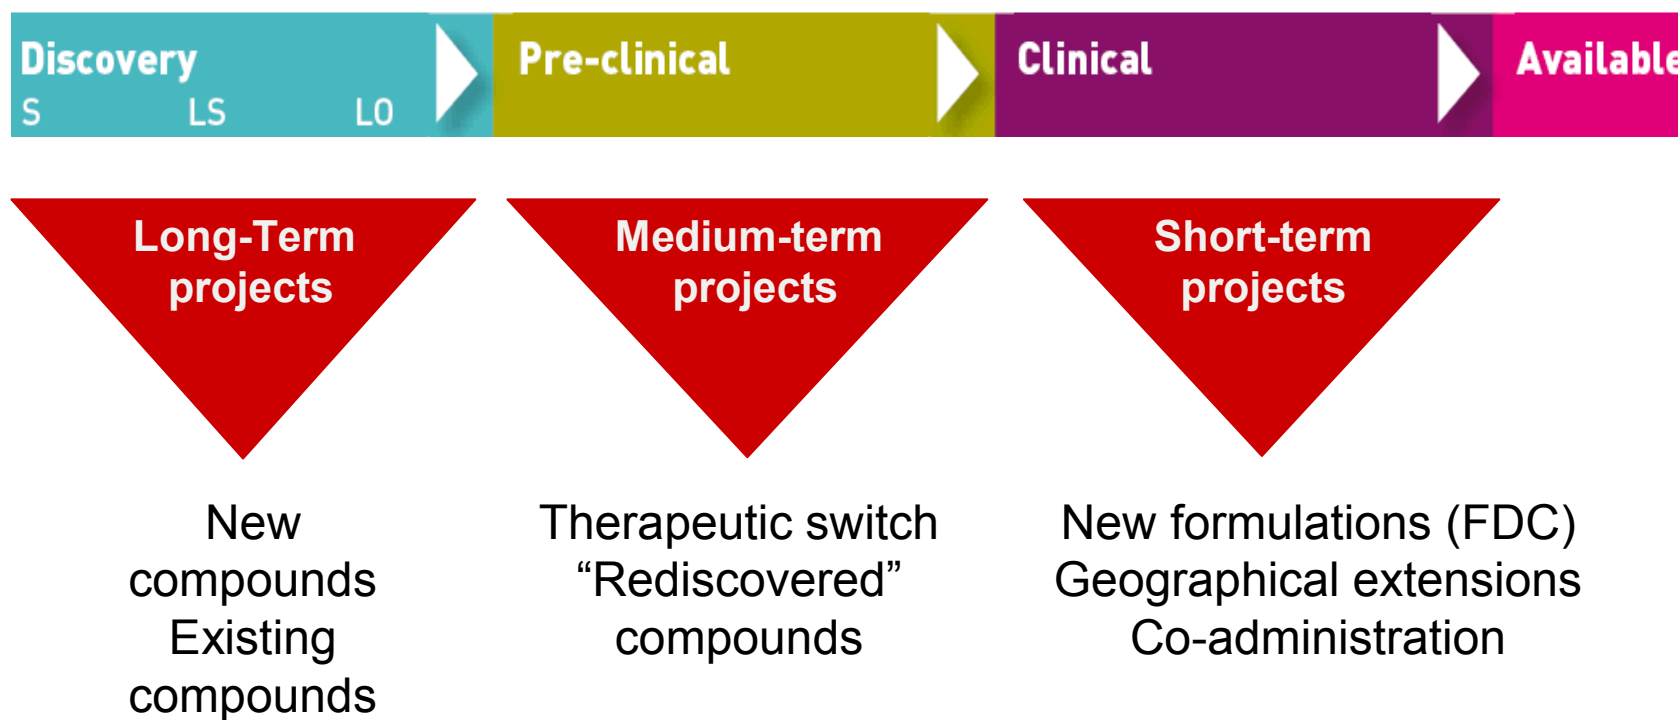 Discovery
S LS LO
Pre-clinical
Clinical
Available
Long-Term
projects
Medium-term
projects
Short-term
projects
New
compounds
Existing
compounds
Therapeutic switch
“Rediscovered”
compounds
New formulations (FDC)
Geographical extensions
Co-administration